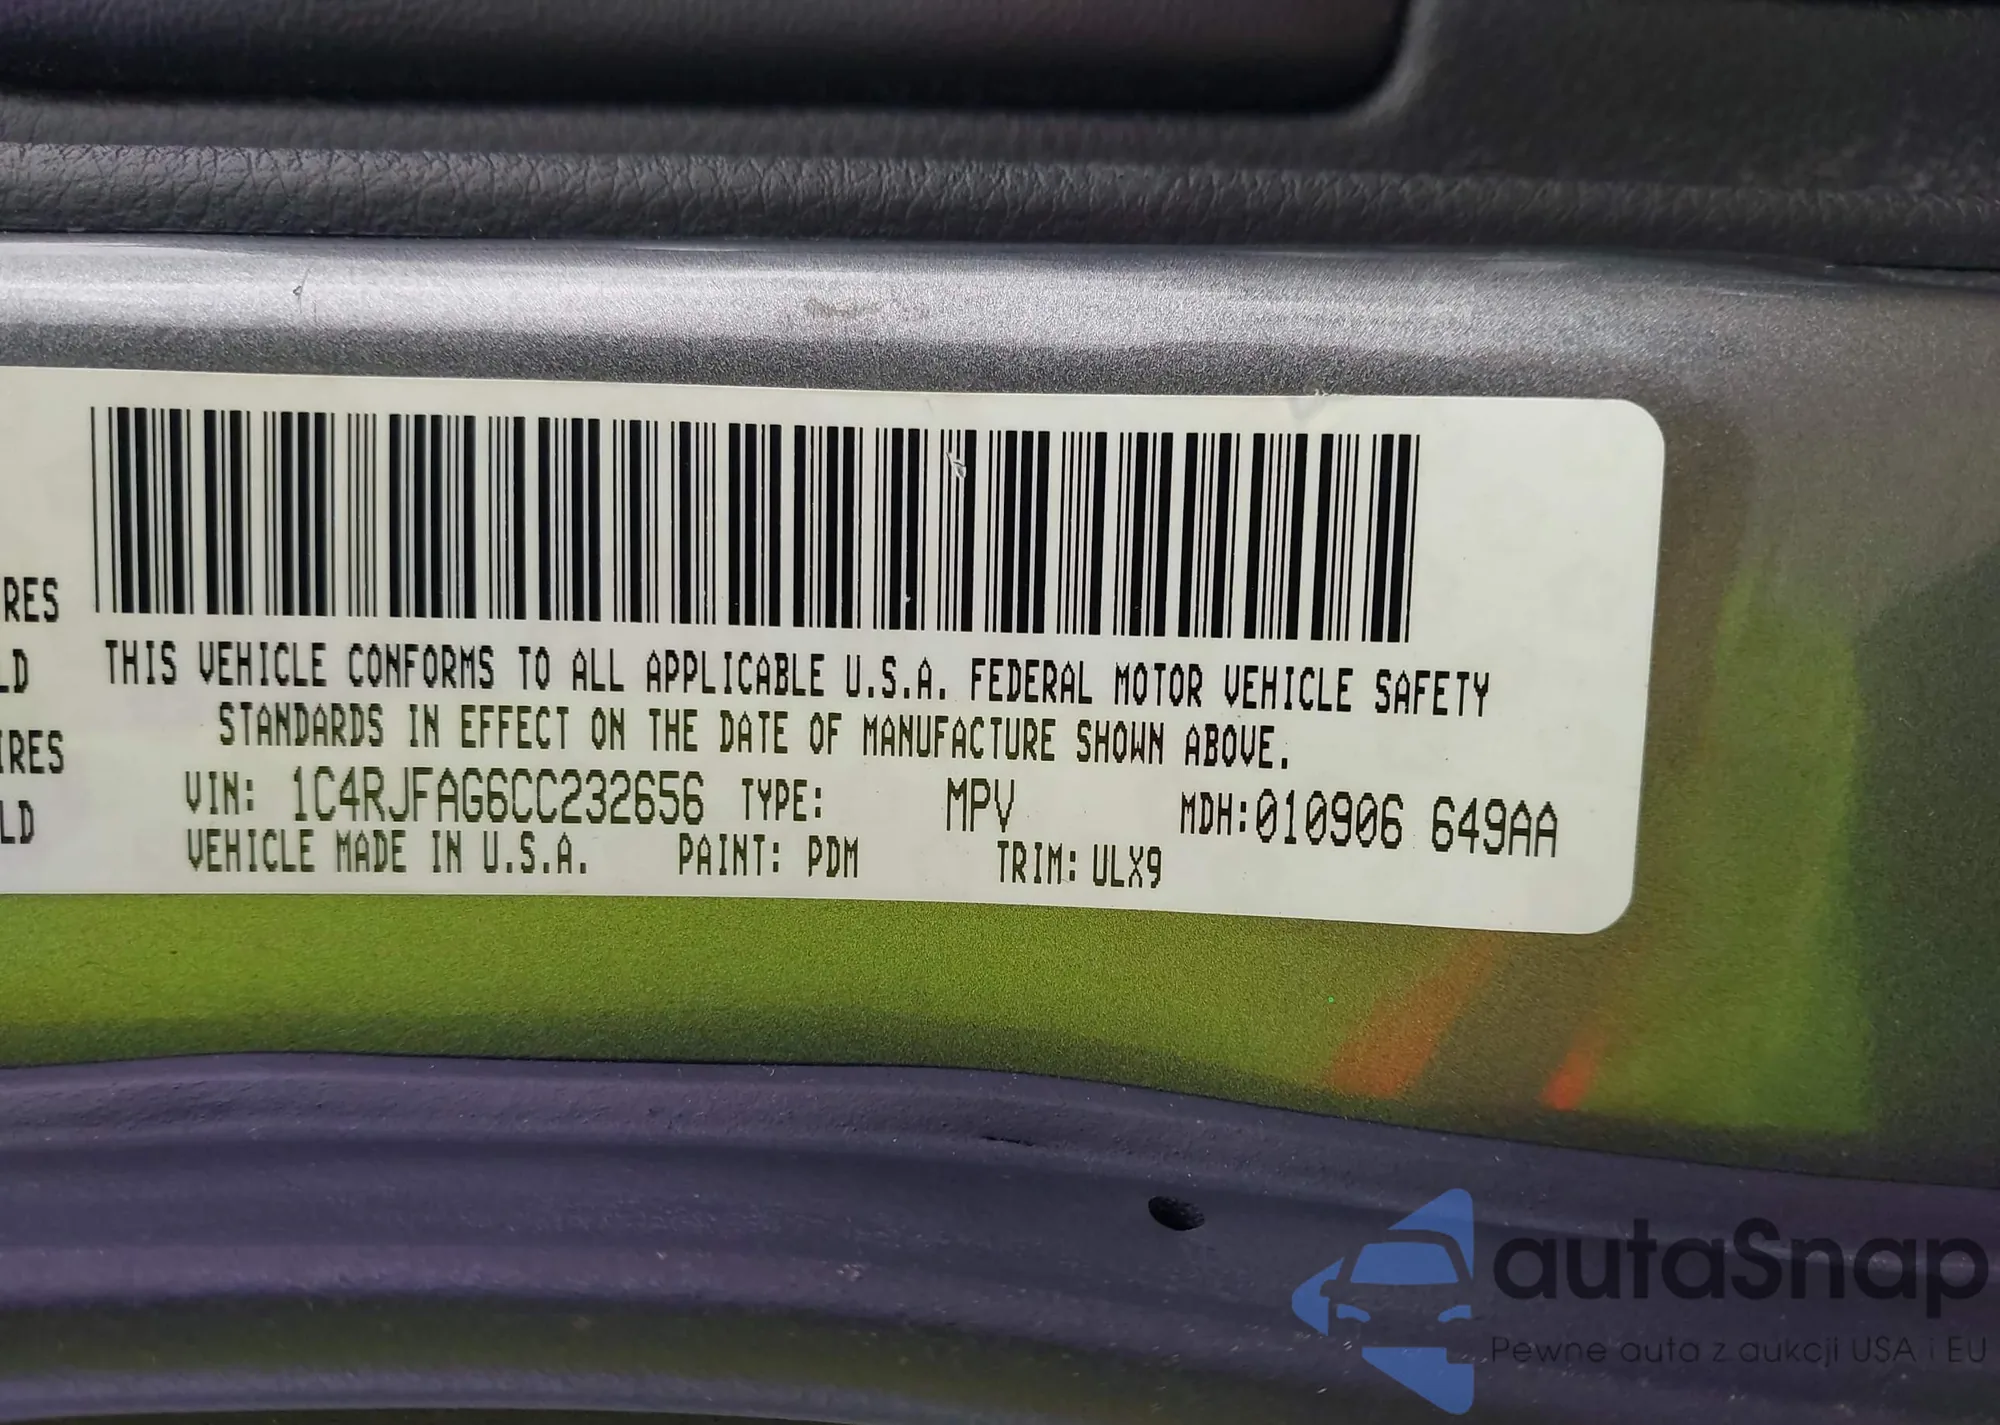 RES
LD
IRES
LD
THIS VEHICLE CONFORMS TO ALL APPLICABLE U.S.A. FEDERAL MOTOR VEHICLE SAFETY
STANDARDS IN EFFECT ON THE DATE OF MANUFACTURE SHOWN ABOVE.
VIN: 1C4RJFAG6CC232656 TYPE: MPV MDH:010906 649AA
VEHICLE MADE IN U.S.A. PAINT: PDM TRIM: ULX9
autaSnap
Pewne auta z aukcji USA i EU